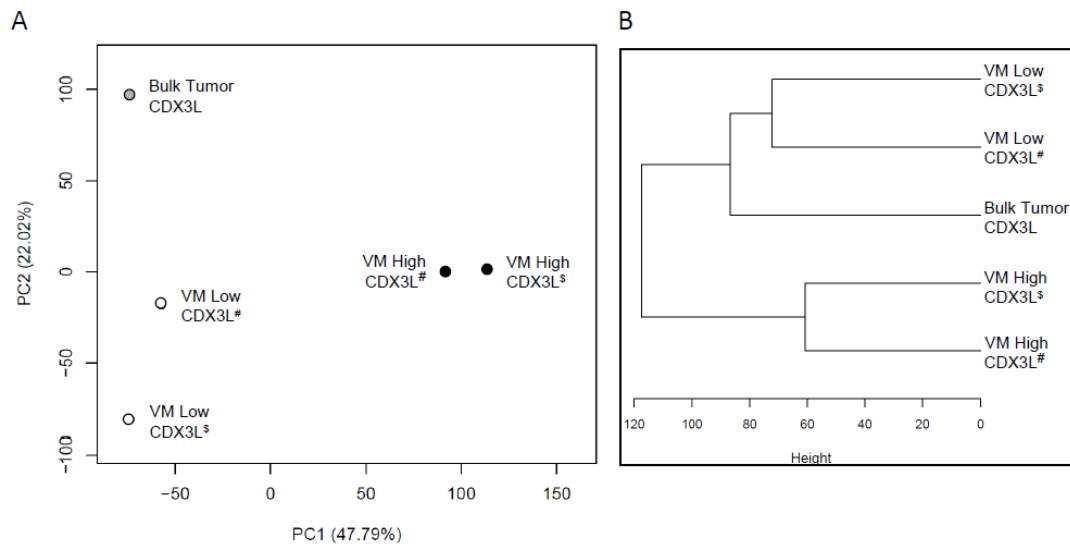 A
Bulk Tumor
CDX3L
VM High
CDX3L#
VM High
CDX3L$
VM Low
CDX3L#
VM Low
CDX3L$
100
50
0
−50
−100
PC2 (22.02%)
−50
0
50
100
150
PC1 (47.79%)
B
VM Low
CDX3L$
VM Low
CDX3L#
Bulk Tumor
CDX3L
VM High
CDX3L$
VM High
CDX3L#
120
100
80
60
40
20
0
Height